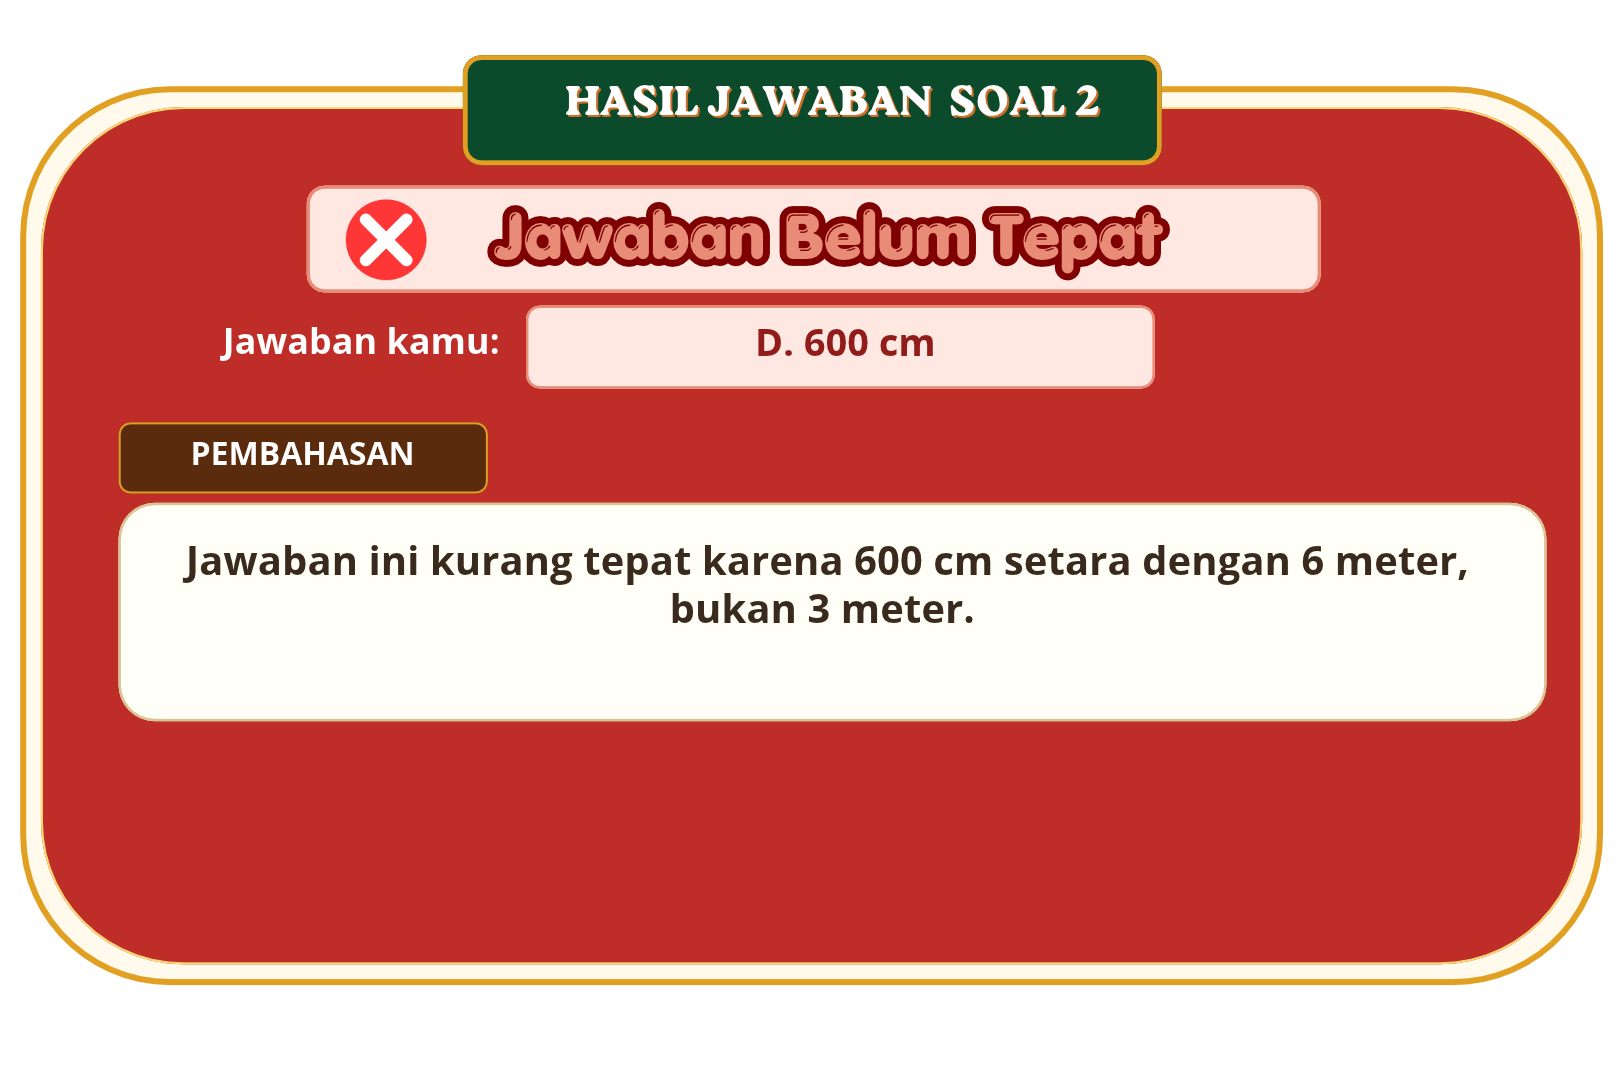 HASIL JAWABAN SOAL 2
Jawaban Belum Tepat
Jawaban kamu:
D. 600 cm
PEMBAHASAN
Jawaban ini kurang tepat karena 600 cm setara dengan 6 meter,
bukan 3 meter.